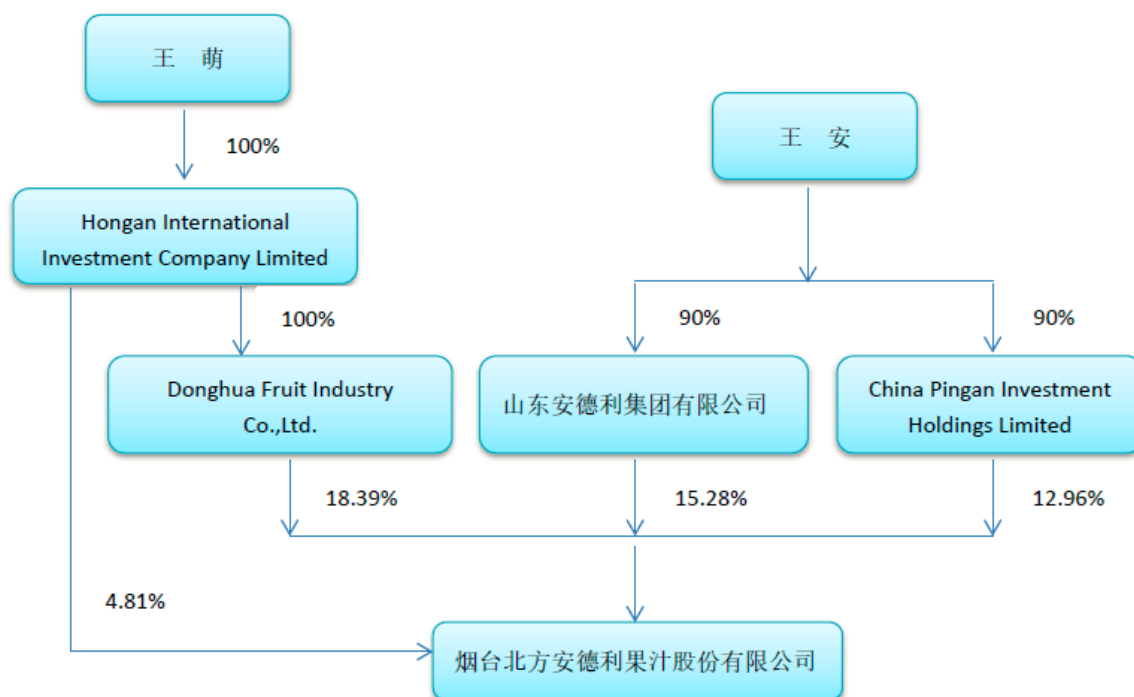 王 萌
王 安
100%
Hongan International
Investment Company Limited
100%
90%
90%
Donghua Fruit Industry
Co.,Ltd.
山东安德利集团有限公司
China Pingan Investment
Holdings Limited
18.39%
15.28%
12.96%
4.81%
烟台北方安德利果汁股份有限公司